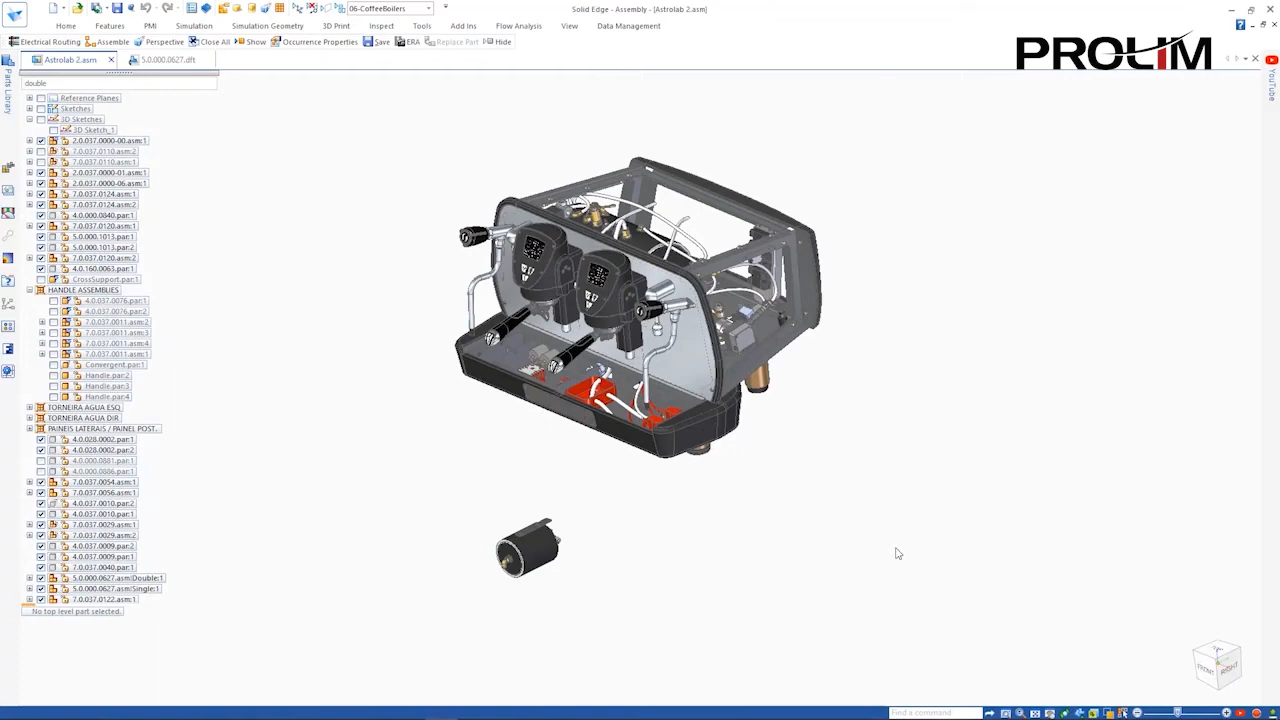 06-CoffeeBoilers
Solid Edge - Assembly - [Astrolab 2.asm]
Home Features PMI Simulation Simulation Geometry 3D Print Inspect Tools Add Ins Flow Analysis View Data Management
Electrical Routing Assemble Perspective Close All Show Occurrence Properties Save ERA Replace Part Hide
PROLIM
Astrolab 2.asm 5.0.000.0627.dft
Parts Library
YouTube
double
Reference Planes
Sketches
3D Sketches
3D Sketch_1
2.0.037.0000-00.asm:1
7.0.037.0110.asm:2
7.0.037.0110.asm:1
2.0.037.0000-01.asm:1
2.0.037.0000-06.asm:1
7.0.037.0124.asm:1
7.0.037.0124.asm:2
4.0.000.0840.par:1
7.0.037.0120.asm:1
5.0.000.1013.par:1
5.0.000.1013.par:2
7.0.037.0120.asm:2
4.0.160.0063.par:1
CrossSupport.par:1
HANDLE ASSEMBLIES
4.0.037.0076.par:1
4.0.037.0076.par:2
7.0.037.0011.asm:2
7.0.037.0011.asm:3
7.0.037.0011.asm:4
7.0.037.0011.asm:1
Convergent.par:1
Handle.par:2
Handle.par:3
Handle.par:4
TORNEIRA AGUA ESQ
TORNEIRA AGUA DIR
PAINEIS LATERAIS / PAINEL POST..
4.0.028.0002.par:1
4.0.028.0002.par:2
4.0.000.0881.par:1
4.0.000.0886.par:1
7.0.037.0054.asm:1
7.0.037.0056.asm:1
4.0.037.0010.par:2
4.0.037.0010.par:1
7.0.037.0029.asm:1
7.0.037.0029.asm:2
4.0.037.0009.par:2
4.0.037.0009.par:1
7.0.037.0040.par:1
5.0.000.0627.asm!Double:1
5.0.000.0627.asm!Single:1
7.0.037.0122.asm:1
No top level part selected.
FRONT RIGHT
Find a command